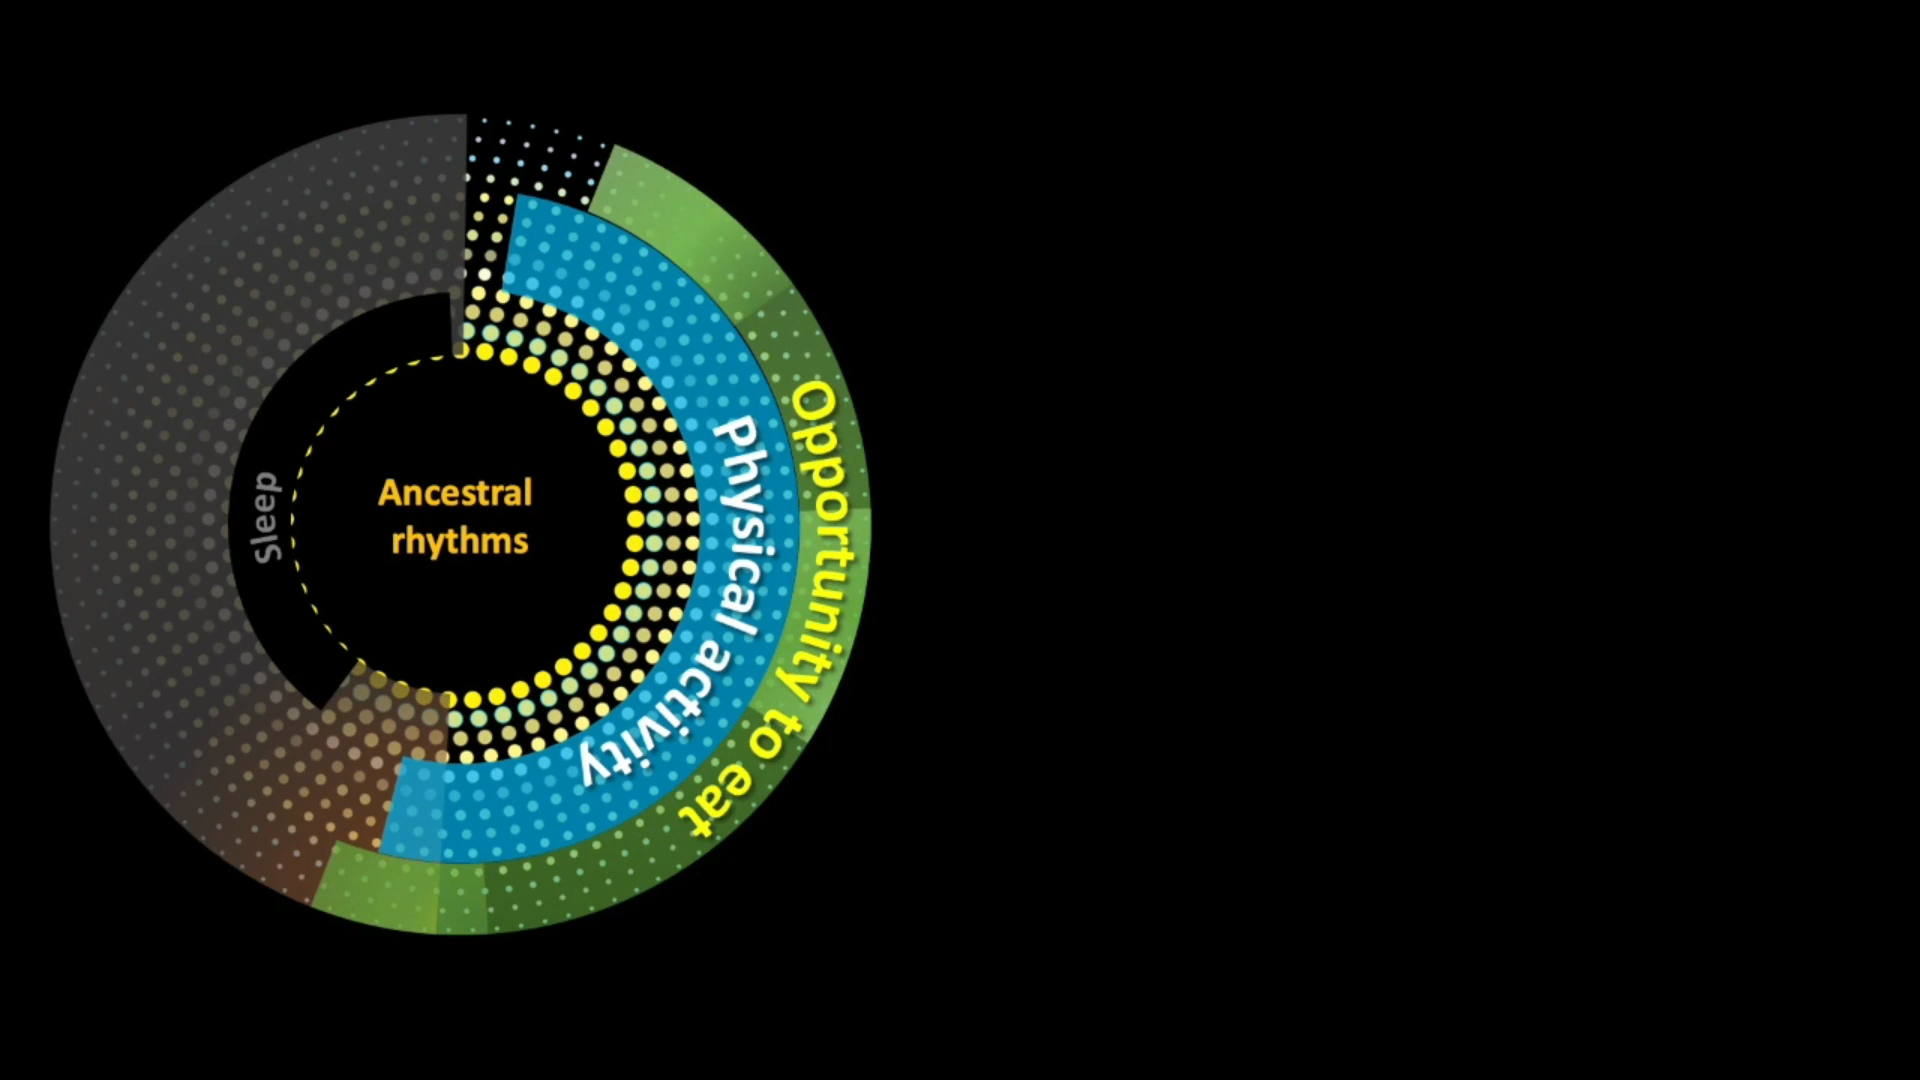 Ancestral
rhythms
Sleep
Physical activity
Opportunity to eat